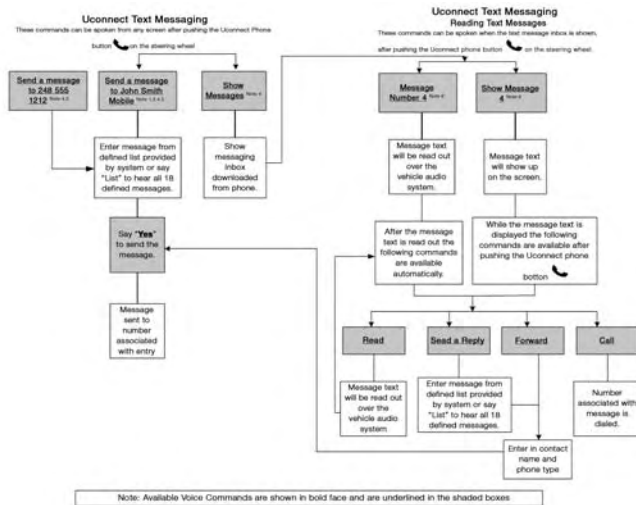 Uconnect Text Messaging
These commands can be spoken from any screen after pushing the Uconnect Phone
button on the steering wheel
Send a message
to 248 555
1212 Note 4,5
Send a message
to John Smith
Mobile
Show
Messages Note 4
Enter message from
defined list provided
by system or say
"List" to hear all 18
defined messages.
Show
messaging
inbox
downloaded
from phone.
Say "Yes"
to send the
message.
Message
sent to
number
associated
with entry
Uconnect Text Messaging
Reading Text Messages
These commands can be spoken when the text message inbox is shown,
after pushing the Uconnect phone button on the steering wheel.
Message
Number 4
Show Message
4
Message text
will be read out
over the
vehicle audio
system.
Message text
will show up
on the screen.
After the message
text is read out the
following commands
are available
automatically.
While the message text is
displayed the following
commands are available after
pushing the Uconnect phone
botton
Read
Send a Reply
Forward
Call
Message text
will be read out
over the
vehicle audio
system
Enter message from
defined list provided
by system or say
"List" to hear all 18
defined messages.
Number
associated with
message is
dialed.
Enter in contact
name and
phone type
Note: Available Voice Commands are shown in bold face and are underlined in the shaded boxes